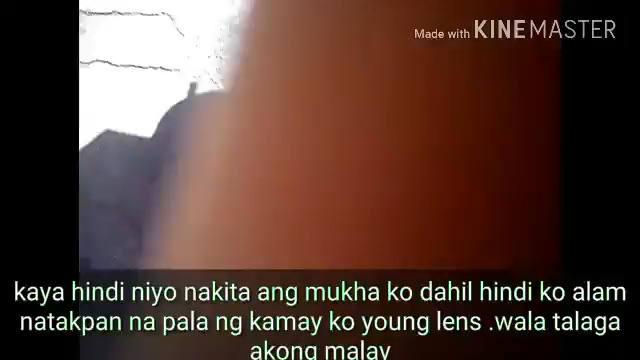 Made with KINEMASTER
kaya hindi niyo nakita ang mukha ko dahil hindi ko alam
natakpan na pala ng kamay ko young lens .wala talaga
akong malay